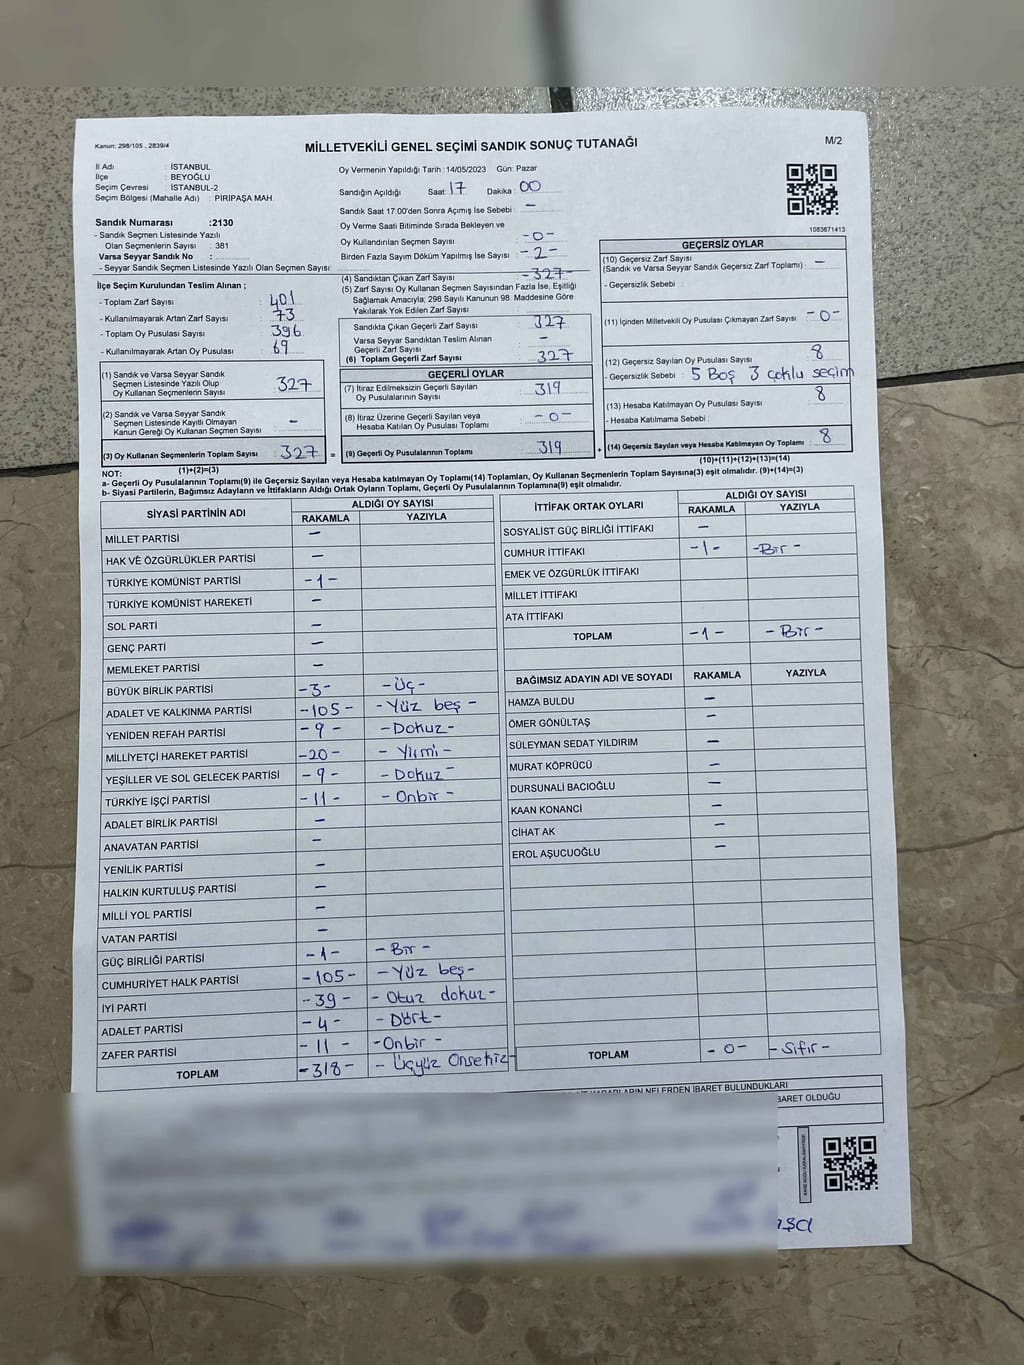 Kanun; 298/105 , 2839/4
MİLLETVEKİLİ GENEL SEÇİMİ SANDIK SONUÇ TUTANAĞI
M/2
İl Adı : İSTANBUL
İlçe : BEYOĞLU
Seçim Çevresi : İSTANBUL-2
Seçim Bölgesi (Mahalle Adı) : PİRİPAŞA MAH.
Sandık Numarası :2130
- Sandık Seçmen Listesinde Yazılı
Olan Seçmenlerin Sayısı : 381
Varsa Seyyar Sandık No :
- Seyyar Sandık Seçmen Listesinde Yazılı Olan Seçmen Sayısı:
Oy Vermenin Yapıldığı Tarih :14/05/2023 Gün: Pazar
Sandığın Açıldığı Saat: 17 Dakika : 00
Sandık Saat 17:00'den Sonra Açımış İse Sebebi : -
Oy Verme Saati Bitiminde Sırada Bekleyen ve
Oy Kullandırılan Seçmen Sayısı -0-
Birden Fazla Sayım Döküm Yapılmış İse Sayısı : -2-
1083671413
İlçe Seçim Kurulundan Teslim Alınan ;
- Toplam Zarf Sayısı : 401
- Kullanılmayarak Artan Zarf Sayısı : 73
- Toplam Oy Pusulası Sayısı : 396
- Kullanılmayarak Artan Oy Pusulası : 69
(1) Sandık ve Varsa Seyyar Sandık
Seçmen Listesinde Yazılı Olup
Oy Kullanan Seçmenlerin Sayısı : 327
(2) Sandık ve Varsa Seyyar Sandık
Seçmen Listesinde Kayıtlı Olmayan
Kanun Gereği Oy Kullanan Seçmen Sayısı : -
(3) Oy Kullanan Seçmenlerin Toplam Sayısı : 327 =
(1)+(2)=(3)
(4) Sandıktan Çıkan Zarf Sayısı : -327-
(5) Zarf Sayısı Oy Kullanan Seçmen Sayısından Fazla İse, Eşitliği
Sağlamak Amacıyla; 298 Sayılı Kanunun 98. Maddesine Göre
Yakılarak Yok Edilen Zarf Sayısı :
Sandıkta Çıkan Geçerli Zarf Sayısı : 327
Varsa Seyyar Sandıktan Teslim Alınan
Geçerli Zarf Sayısı : -
(6) Toplam Geçerli Zarf Sayısı : 327
GEÇERLİ OYLAR
(7) İtiraz Edilmeksizin Geçerli Sayılan
Oy Pusulalarının Sayısı : 319
(8) İtiraz Üzerine Geçerli Sayılan veya
Hesaba Katılan Oy Pusulası Toplamı : -0-
(9) Geçerli Oy Pusulalarının Toplamı : 319 +
GEÇERSİZ OYLAR
(10) Geçersiz Zarf Sayısı
(Sandık ve Varsa Seyyar Sandık Geçersiz Zarf Toplamı) : -
- Geçersizlik Sebebi :
(11) İçinden Milletvekili Oy Pusulası Çıkmayan Zarf Sayısı : -0-
(12) Geçersiz Sayılan Oy Pusulası Sayısı : 8
- Geçersizlik Sebebi : 5 Boş 3 çoklu seçim
(13) Hesaba Katılmayan Oy Pusulası Sayısı : 8
- Hesaba Katılmama Sebebi :
(14) Geçersiz Sayılan veya Hesaba Katılmayan Oy Toplamı : 8
(10)+(11)+(12)+(13)=(14)
NOT:
a- Geçerli Oy Pusulalarının Toplamı(9) ile Geçersiz Sayılan veya Hesaba katılmayan Oy Toplamı(14) Toplamları, Oy Kullanan Seçmenlerin Toplam Sayısına(3) eşit olmalıdır. (9)+(14)=(3)
b- Siyasi Partilerin, Bağımsız Adayların ve İttifakların Aldığı Ortak Oyların Toplamı, Geçerli Oy Pusulalarının Toplamına(9) eşit olmalıdır.
SİYASİ PARTİNİN ADI ALDIĞI OY SAYISI
RAKAMLA YAZIYLA
MİLLET PARTİSİ -
HAK VE ÖZGÜRLÜKLER PARTİSİ -
TÜRKİYE KOMÜNİST PARTİSİ -1-
TÜRKİYE KOMÜNİST HAREKETİ -
SOL PARTİ -
GENÇ PARTİ -
MEMLEKET PARTİSİ -
BÜYÜK BİRLİK PARTİSİ -3- -Üç-
ADALET VE KALKINMA PARTİSİ -105- -Yüz beş-
YENİDEN REFAH PARTİSİ -9- -Dokuz-
MİLLİYETÇİ HAREKET PARTİSİ -20- -Yirmi-
YEŞİLLER VE SOL GELECEK PARTİSİ -9- -Dokuz-
TÜRKİYE İŞÇİ PARTİSİ -11- -Onbir-
ADALET BİRLİK PARTİSİ -
ANAVATAN PARTİSİ -
YENİLİK PARTİSİ -
HALKIN KURTULUŞ PARTİSİ -
MİLLİ YOL PARTİSİ -
VATAN PARTİSİ -
GÜÇ BİRLİĞİ PARTİSİ -1- -Bir-
CUMHURİYET HALK PARTİSİ -105- -Yüz beş-
İYİ PARTİ -39- -Otuz dokuz-
ADALET PARTİSİ -4- -Dört-
ZAFER PARTİSİ -11- -Onbir-
TOPLAM -318- -Üçyüz Onsekiz-
İTTİFAK ORTAK OYLARI ALDIĞI OY SAYISI
RAKAMLA YAZIYLA
SOSYALİST GÜÇ BİRLİĞİ İTTİFAKI -
CUMHUR İTTİFAKI -1- -Bir-
EMEK VE ÖZGÜRLÜK İTTİFAKI
MİLLET İTTİFAKI
ATA İTTİFAKI
TOPLAM -1- -Bir-
BAĞIMSIZ ADAYIN ADI VE SOYADI RAKAMLA YAZIYLA
HAMZA BULDU -
ÖMER GÖNÜLTAŞ -
SÜLEYMAN SEDAT YILDIRIM -
MURAT KÖPRÜCÜ -
DURSUNALİ BACIOĞLU -
KAAN KONANCİ -
CİHAT AK -
EROL AŞUCUOĞLU -
TOPLAM -0- -Sıfır-
NELERDEN İBARET BULUNDUKLARI
İBARET OLDUĞU